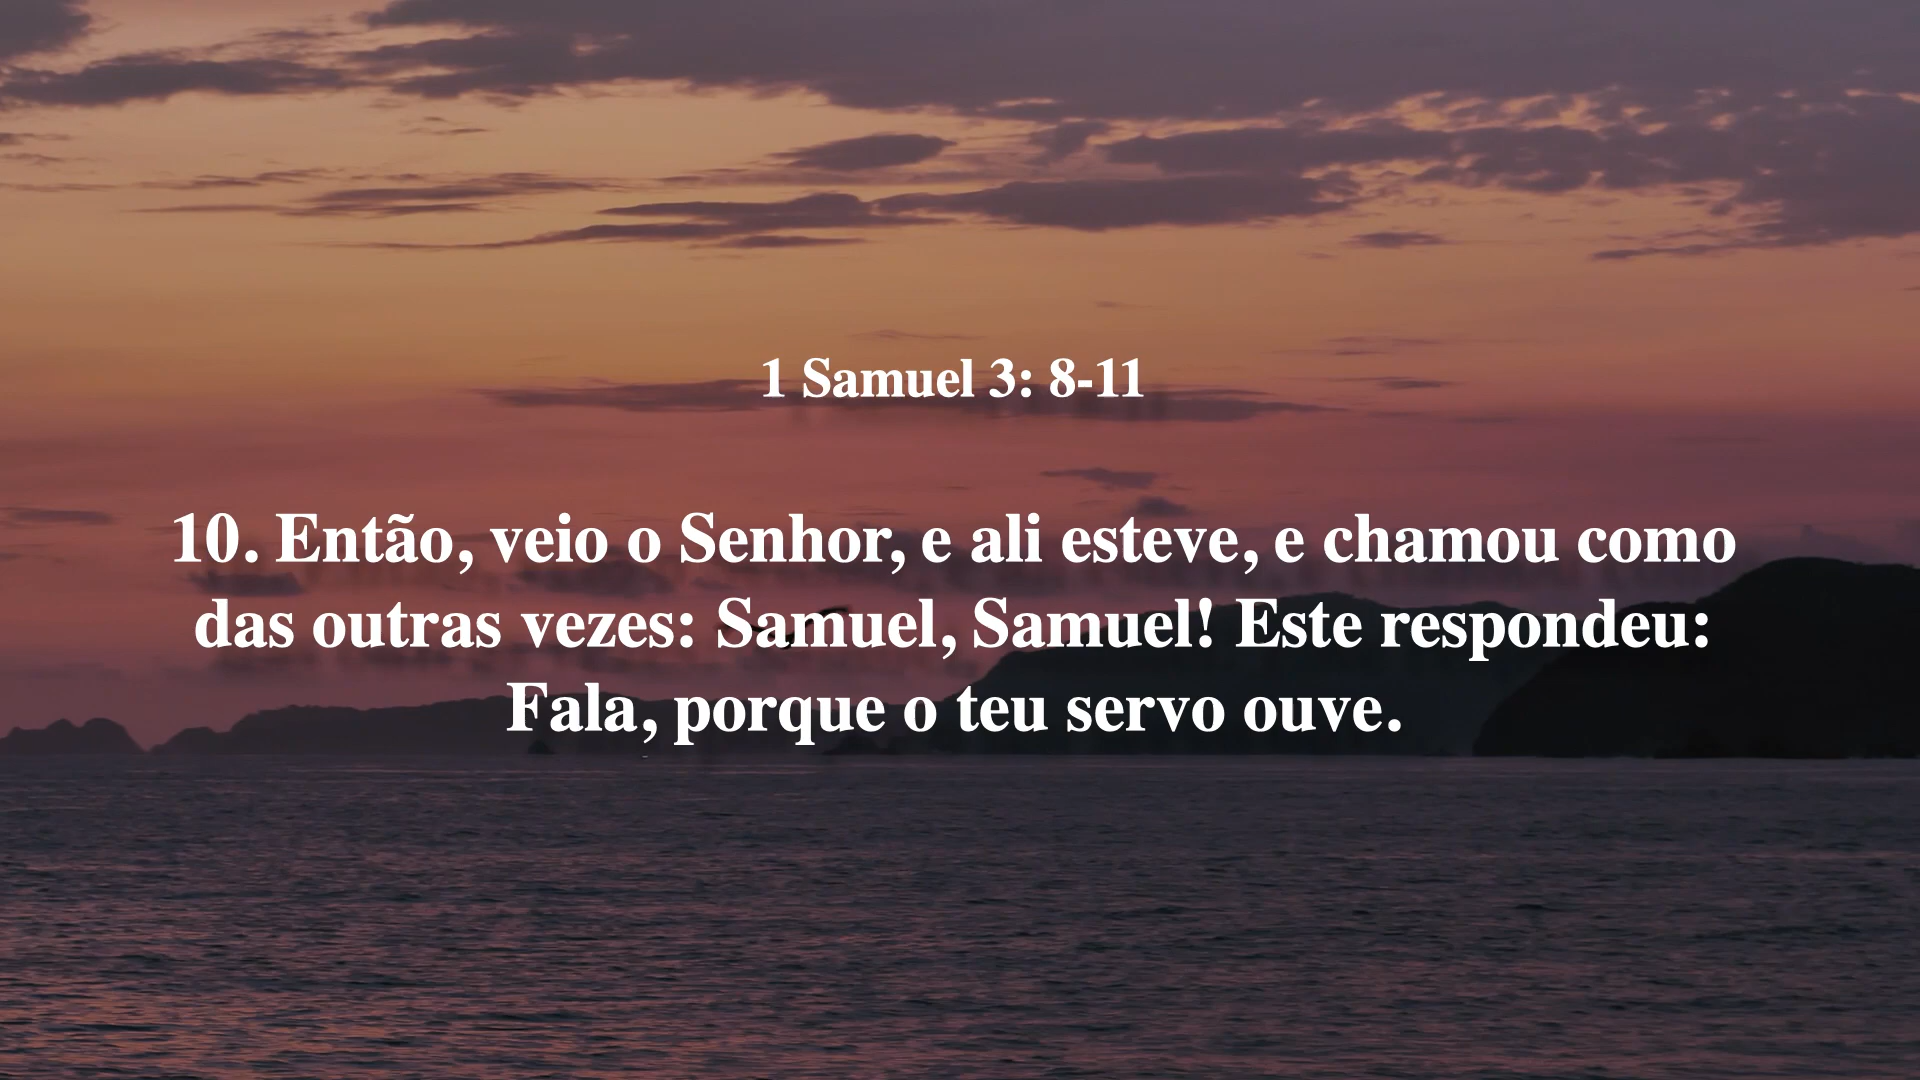 1 Samuel 3: 8-11
10. Então, veio o Senhor, e ali esteve, e chamou como
das outras vezes: Samuel, Samuel! Este respondeu:
Fala, porque o teu servo ouve.